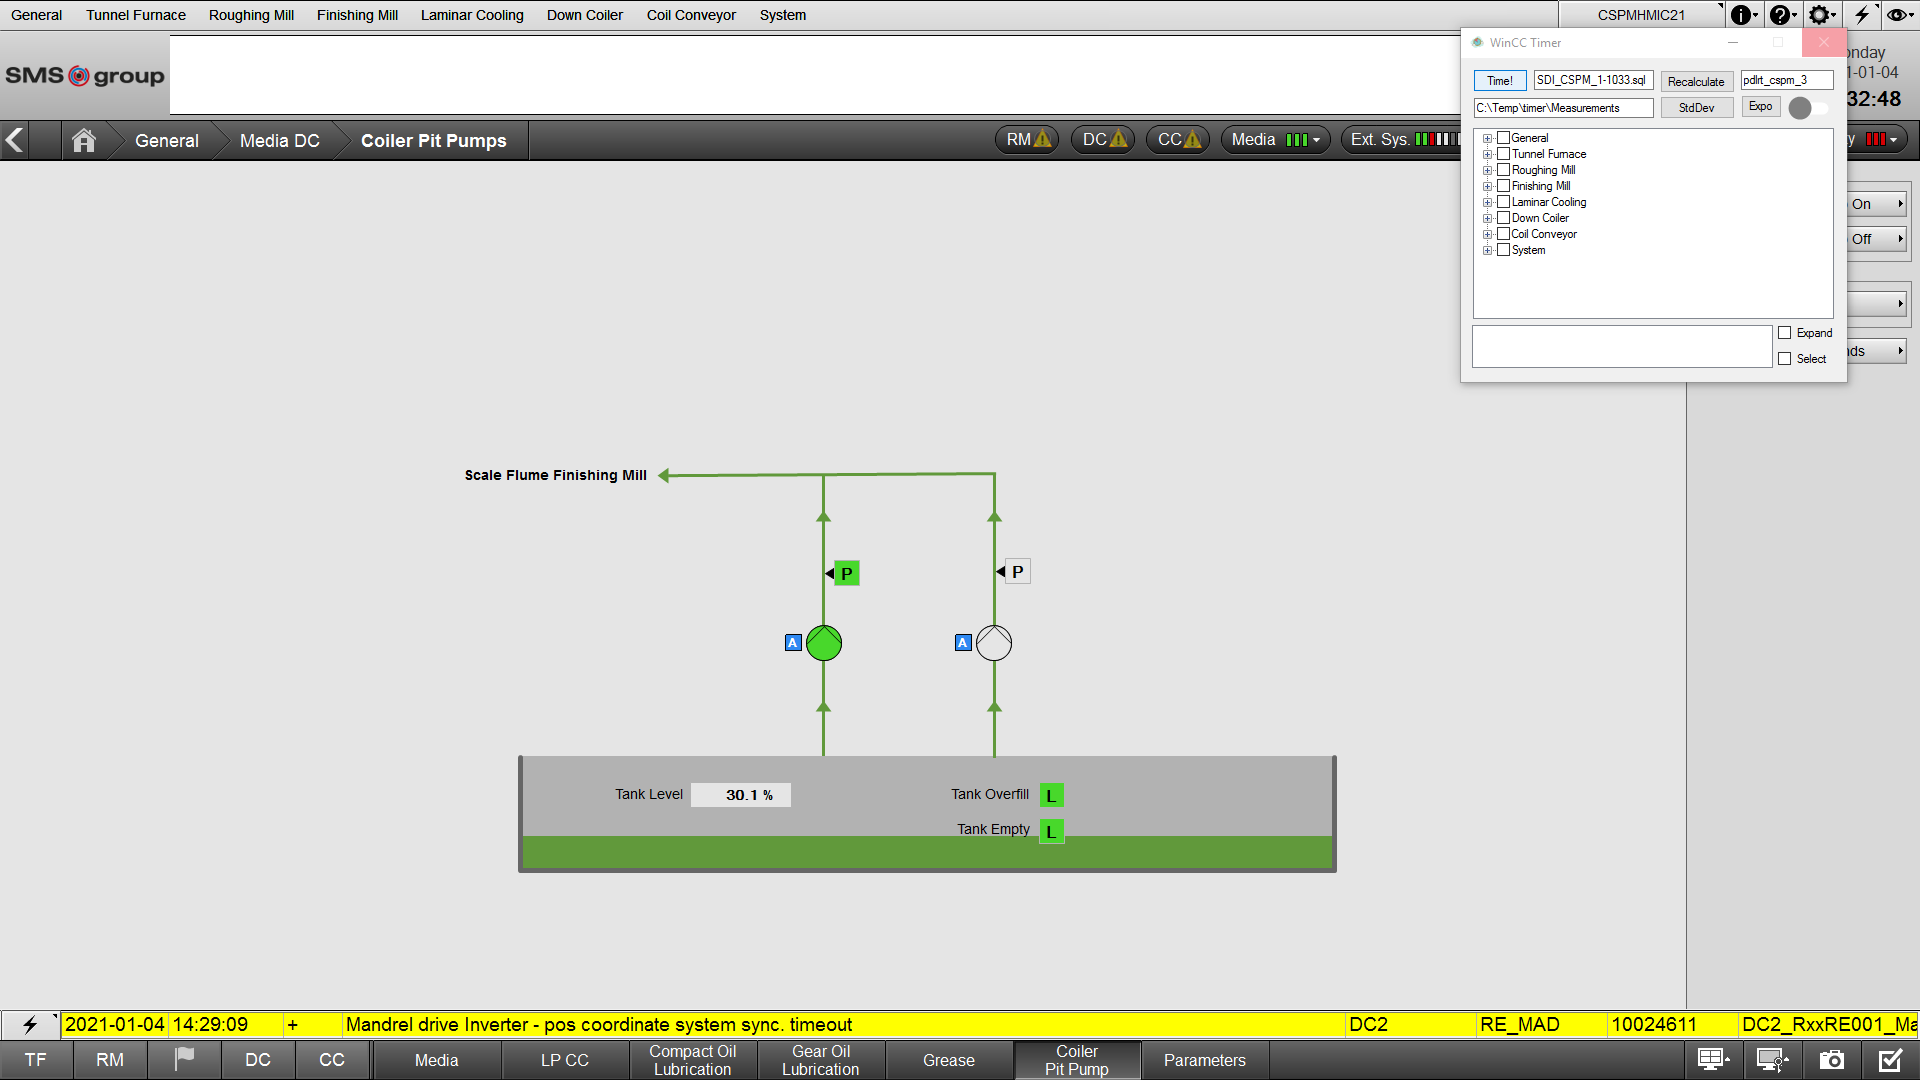 General Tunnel Furnace Roughing Mill Finishing Mill Laminar Cooling Down Coiler Coil Conveyor System CSPMHMIC21
SMS group
WinCC Timer
Time! SDI_CSPM_1-1033.sql Recalculate pdlrt_cspm_3
C:\Temp\timer\Measurements StdDev Expo
nday
1-01-04
32:48
General Media DC Coiler Pit Pumps RM DC CC Media Ext. Sys. y
General
Tunnel Furnace
Roughing Mill
Finishing Mill
Laminar Cooling
Down Coiler
Coil Conveyor
System
Expand
Select
On
Off
ds
Scale Flume Finishing Mill
P P
A A
Tank Level 30.1 % Tank Overfill L
Tank Empty L
2021-01-04 14:29:09 + Mandrel drive Inverter - pos coordinate system sync. timeout DC2 RE_MAD 10024611 DC2_RxxRE001_Ma
TF RM DC CC Media LP CC Compact Oil Lubrication Gear Oil Lubrication Grease Coiler Pit Pump Parameters